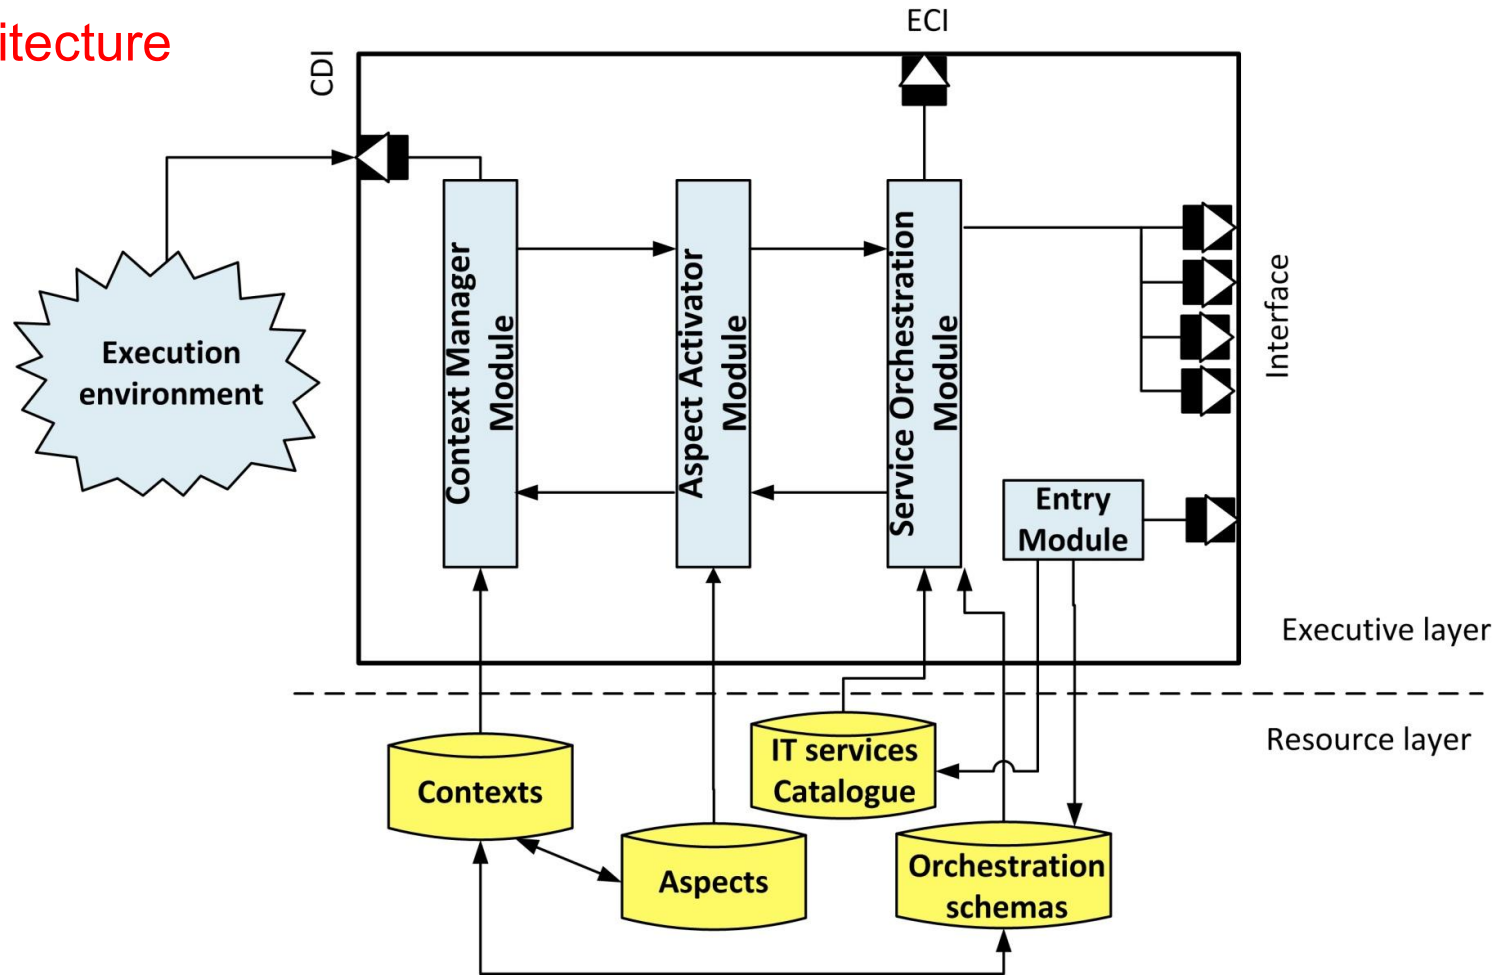 itecture
ECI
CDI
Execution
environment
Context Manager
Module
Aspect Activator
Module
Service Orchestration
Module
Interface
Entry
Module
Executive layer
Resource layer
IT services
Catalogue
Contexts
Aspects
Orchestration
schemas